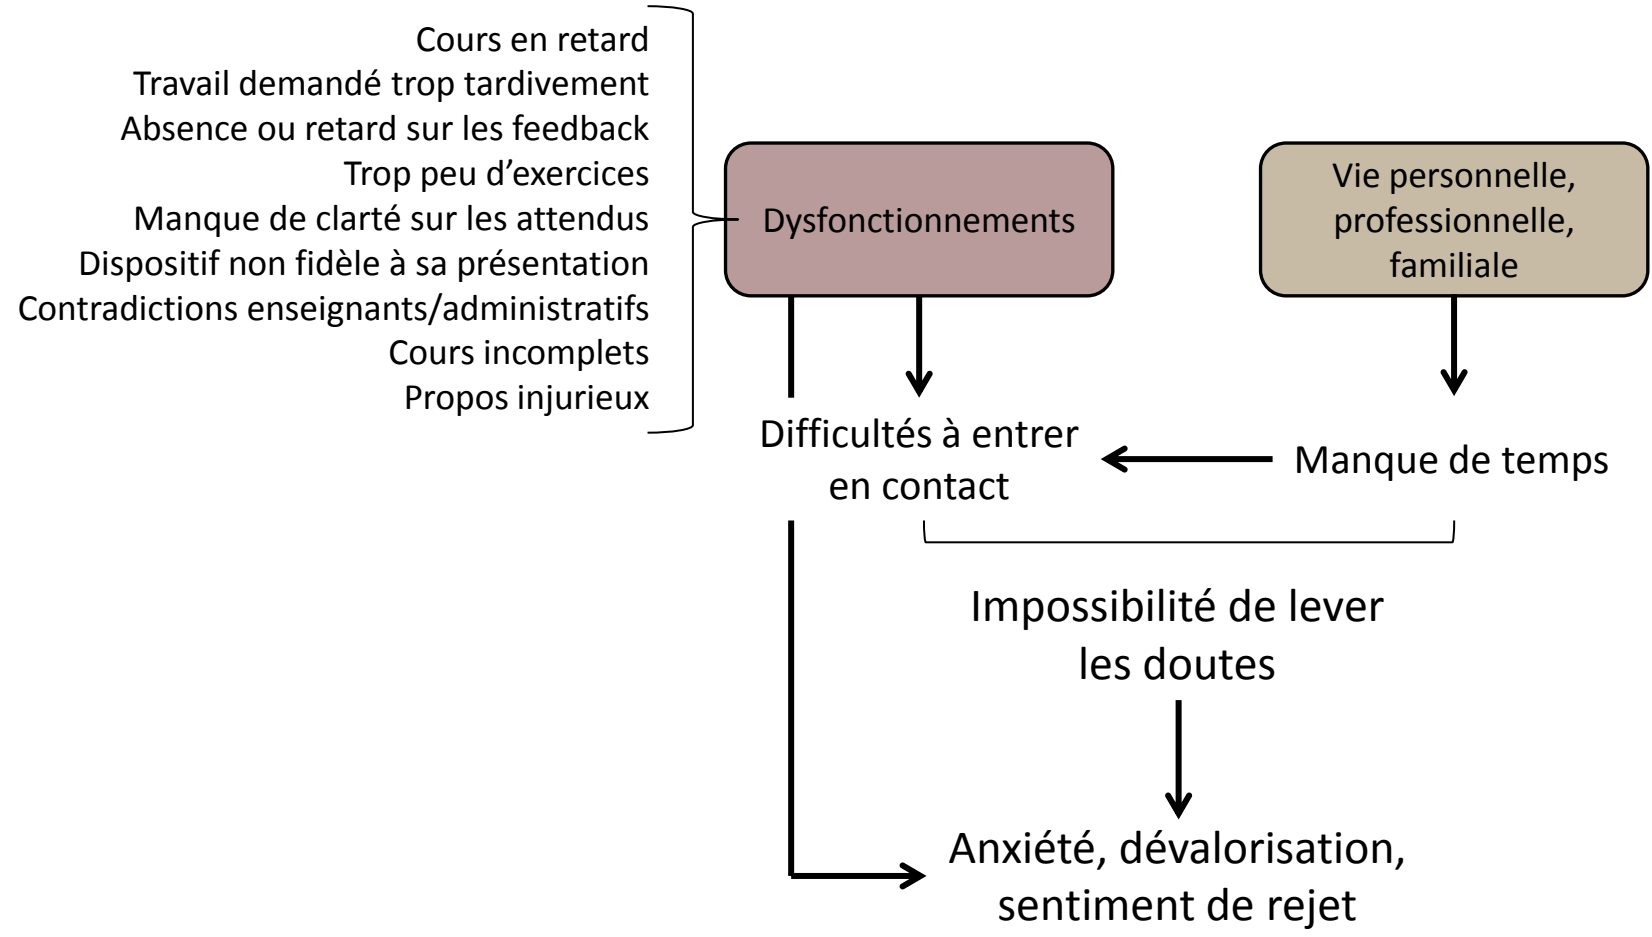 Cours en retard
Travail demandé trop tardivement
Absence ou retard sur les feedback
Trop peu d’exercices
Manque de clarté sur les attendus
Dispositif non fidèle à sa présentation
Contradictions enseignants/administratifs
Cours incomplets
Propos injurieux
Dysfonctionnements
Vie personnelle,
professionnelle,
familiale
Difficultés à entrer
en contact
Manque de temps
Impossibilité de lever
les doutes
Anxiété, dévalorisation,
sentiment de rejet